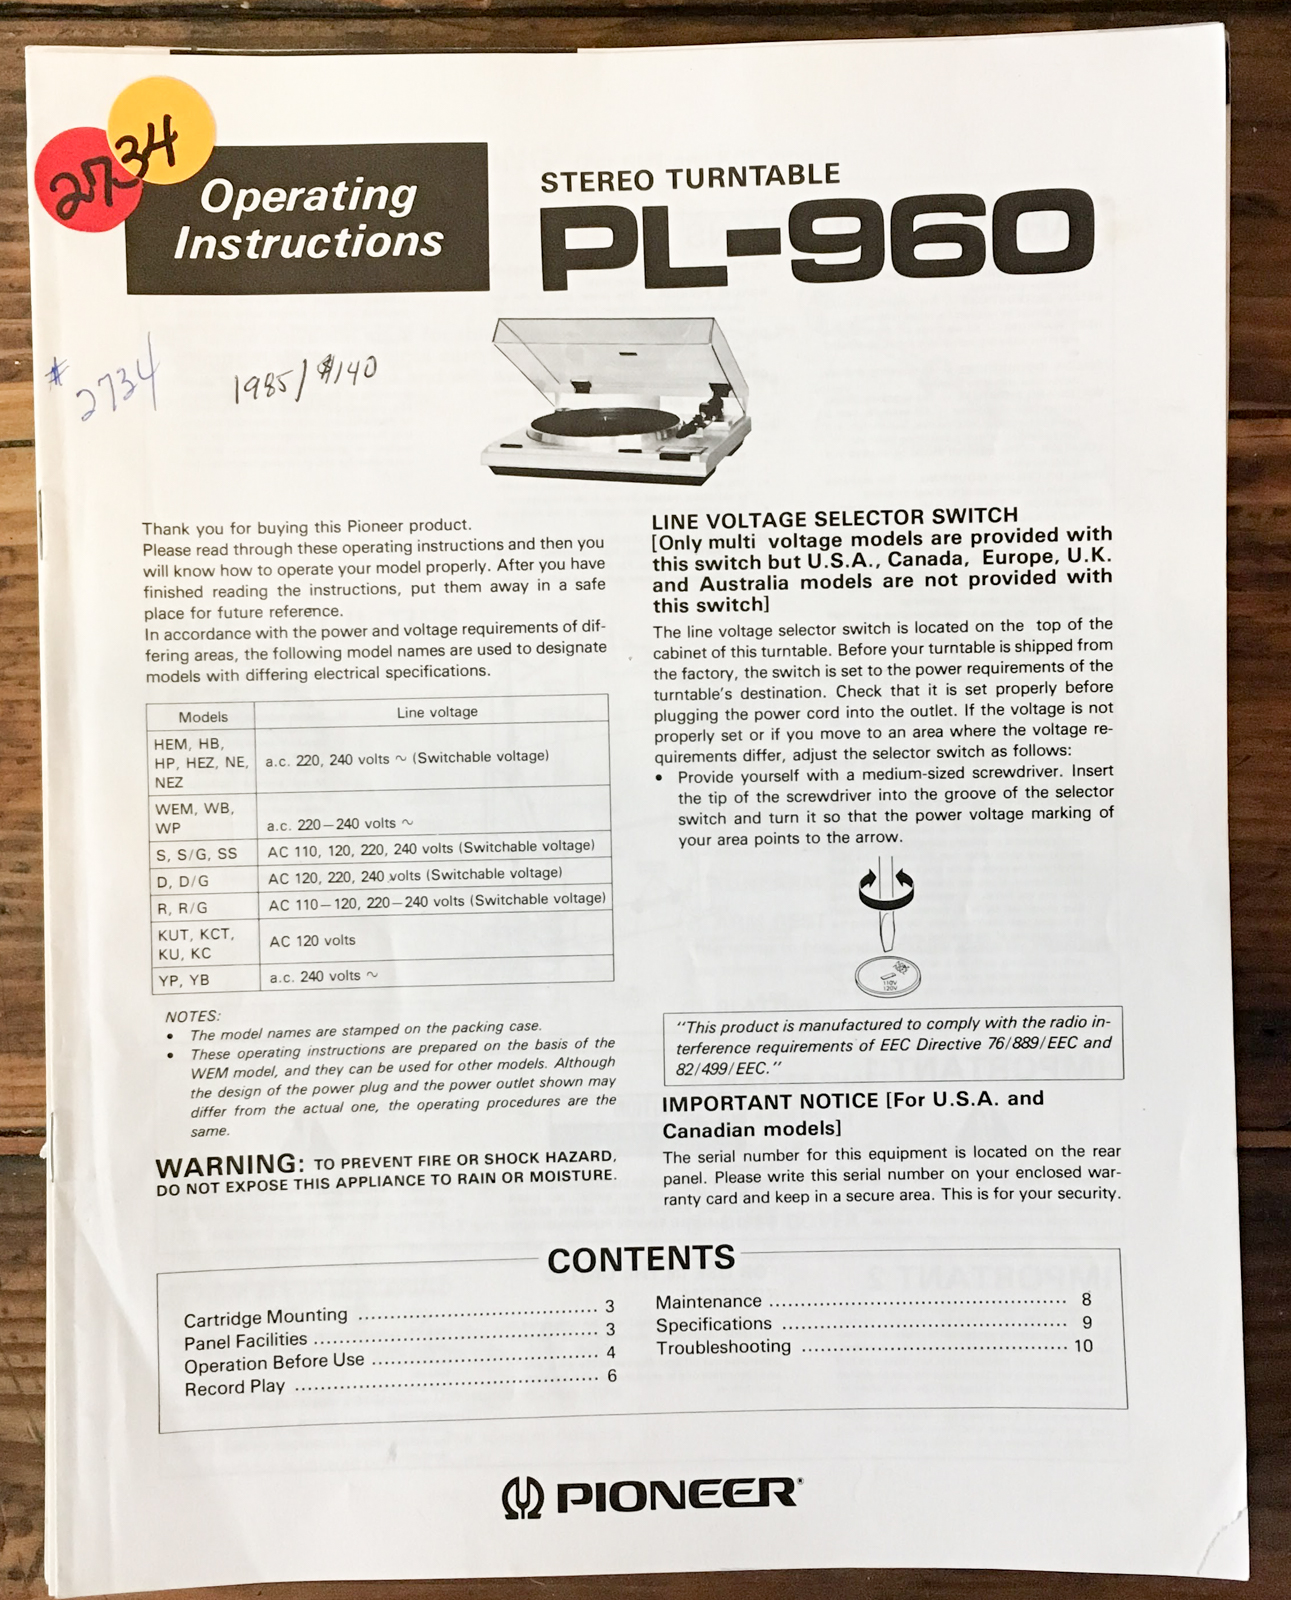 27-34
Operating
Instructions
STEREO TURNTABLE
PL-960
# 2734
1985/ $140
Thank you for buying this Pioneer product.
Please read through these operating instructions and then you
will know how to operate your model properly. After you have
finished reading the instructions, put them away in a safe
place for future reference.
In accordance with the power and voltage requirements of dif-
fering areas, the following model names are used to designate
models with differing electrical specifications.
Models Line voltage
HEM, HB,
HP, HEZ, NE, a.c. 220, 240 volts ~ (Switchable voltage)
NEZ
WEM, WB,
WP a.c. 220–240 volts ~
S, S/G, SS AC 110, 120, 220, 240 volts (Switchable voltage)
D, D/G AC 120, 220, 240 volts (Switchable voltage)
R, R/G AC 110–120, 220–240 volts (Switchable voltage)
KUT, KCT,
KU, KC AC 120 volts
YP, YB a.c. 240 volts ~
NOTES:
• The model names are stamped on the packing case.
• These operating instructions are prepared on the basis of the
WEM model, and they can be used for other models. Although
the design of the power plug and the power outlet shown may
differ from the actual one, the operating procedures are the
same.
WARNING: TO PREVENT FIRE OR SHOCK HAZARD,
DO NOT EXPOSE THIS APPLIANCE TO RAIN OR MOISTURE.
LINE VOLTAGE SELECTOR SWITCH
[Only multi voltage models are provided with
this switch but U.S.A., Canada, Europe, U.K.
and Australia models are not provided with
this switch]
The line voltage selector switch is located on the top of the
cabinet of this turntable. Before your turntable is shipped from
the factory, the switch is set to the power requirements of the
turntable's destination. Check that it is set properly before
plugging the power cord into the outlet. If the voltage is not
properly set or if you move to an area where the voltage re-
quirements differ, adjust the selector switch as follows:
• Provide yourself with a medium-sized screwdriver. Insert
the tip of the screwdriver into the groove of the selector
switch and turn it so that the power voltage marking of
your area points to the arrow.
110V
120V
"This product is manufactured to comply with the radio in-
terference requirements of EEC Directive 76/889/EEC and
82/499/EEC."
IMPORTANT NOTICE [For U.S.A. and
Canadian models]
The serial number for this equipment is located on the rear
panel. Please write this serial number on your enclosed war-
ranty card and keep in a secure area. This is for your security.
CONTENTS
Cartridge Mounting ........................................ 3
Panel Facilities ................................................ 3
Operation Before Use ...................................... 4
Record Play .................................................... 6
Maintenance .................................................... 8
Specifications .................................................. 9
Troubleshooting .............................................. 10
PIONEER®